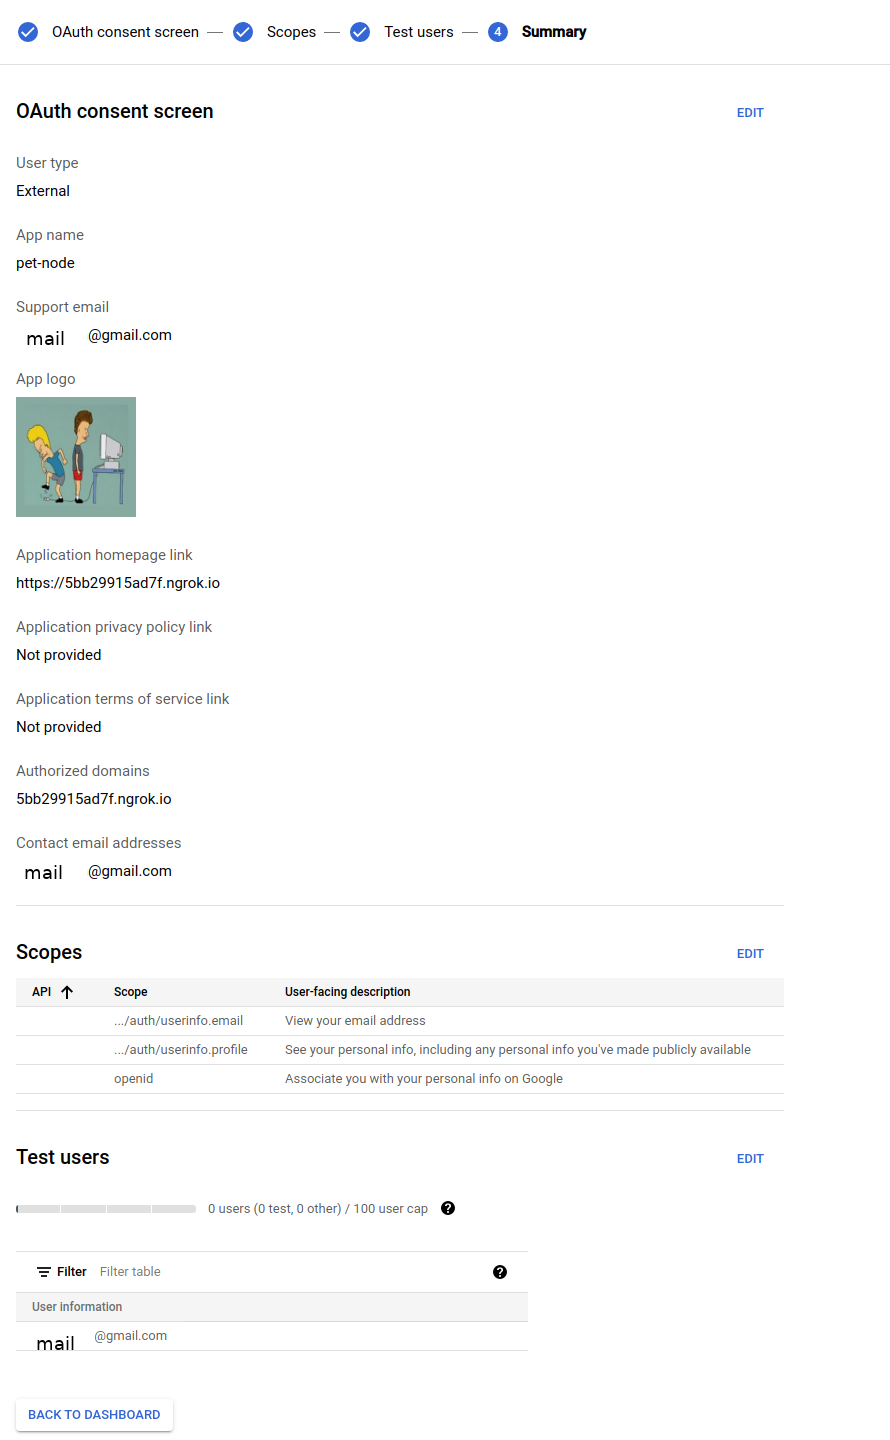 OAuth consent screen — Scopes — Test users — 4 Summary
OAuth consent screen EDIT
User type
External
App name
pet-node
Support email
mail @gmail.com
App logo
Application homepage link
https://5bb29915ad7f.ngrok.io
Application privacy policy link
Not provided
Application terms of service link
Not provided
Authorized domains
5bb29915ad7f.ngrok.io
Contact email addresses
mail @gmail.com
Scopes EDIT
API Scope User-facing description
.../auth/userinfo.email View your email address
.../auth/userinfo.profile See your personal info, including any personal info you've made publicly available
openid Associate you with your personal info on Google
Test users EDIT
0 users (0 test, 0 other) / 100 user cap ?
Filter Filter table ?
User information
mail @gmail.com
BACK TO DASHBOARD